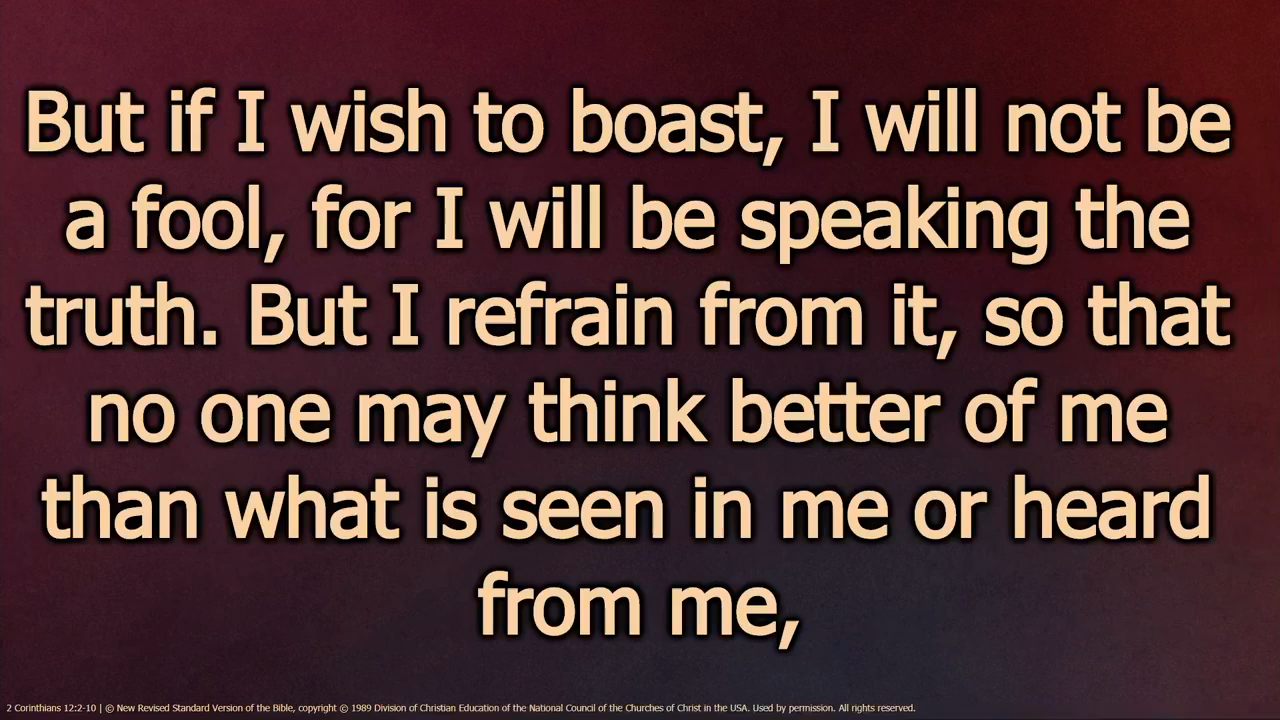 But if I wish to boast, I will not be
a fool, for I will be speaking the
truth. But I refrain from it, so that
no one may think better of me
than what is seen in me or heard
from me,
2 Corinthians 12:2-10 | © New Revised Standard Version of the Bible, copyright © 1989 Division of Christian Education of the National Council of the Churches of Christ in the USA. Used by permission. All rights reserved.